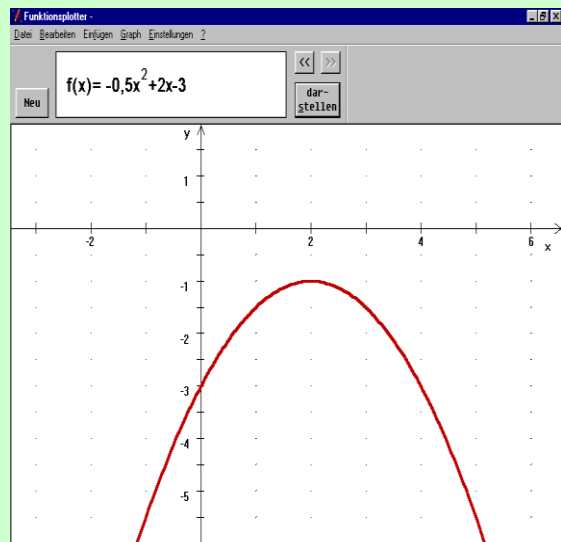 Funktionsplotter -
Datei Bearbeiten Einfügen Graph Einstellungen ?
f(x)= -0,5x²+2x-3
<< >>
Neu
dar-
stellen
y
1
-2 2 4 6
x
-1
-2
-3
-4
-5